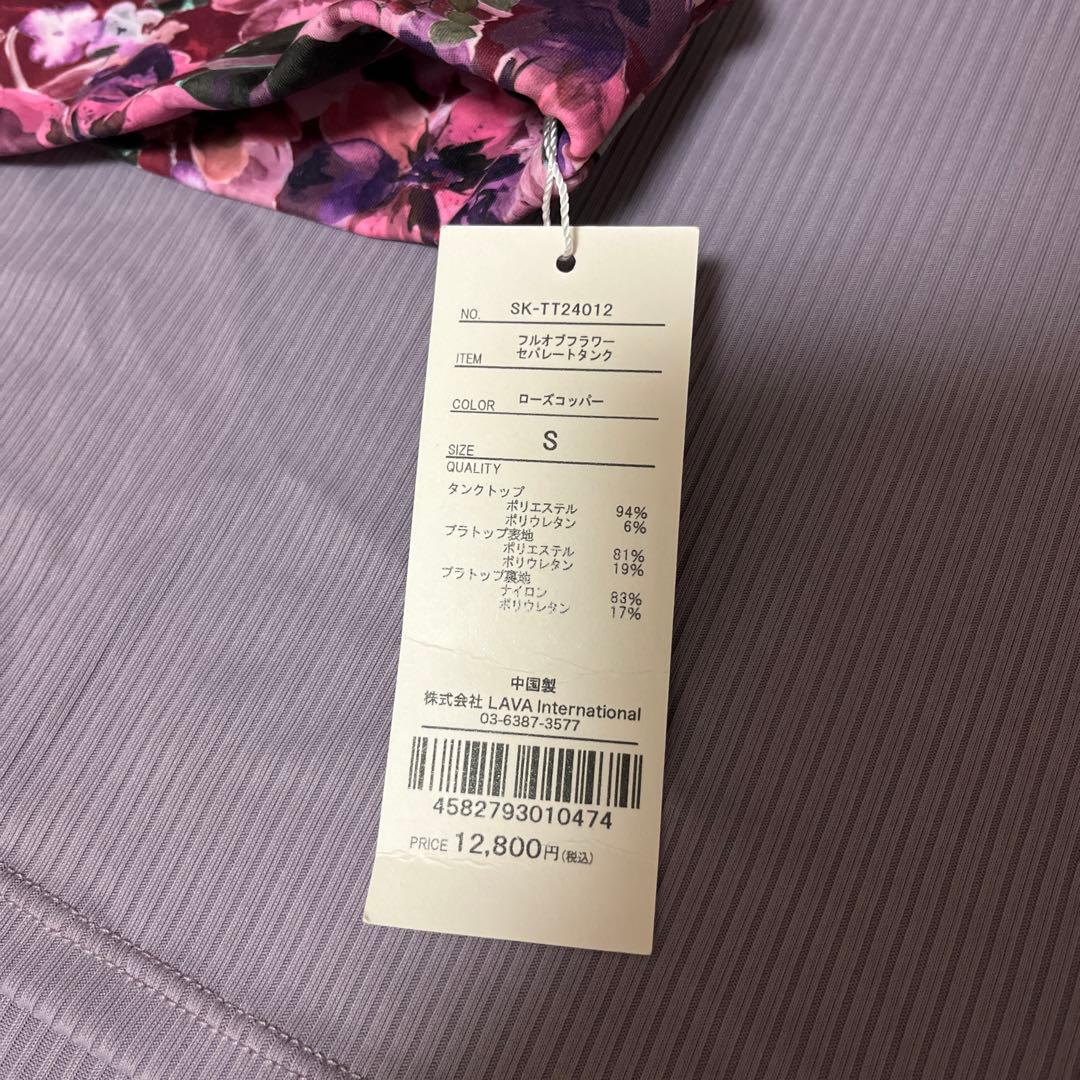 NO. SK-TT24012
ITEM フルオブフラワー
セパレートタンク
COLOR ローズコッパー
SIZE S
QUALITY
タンクトップ
ポリエステル 94%
ポリウレタン 6%
ブラトップ表地
ポリエステル 81%
ポリウレタン 19%
ブラトップ裏地
ナイロン 83%
ポリウレタン 17%
中国製
株式会社 LAVA International
03-6387-3577
4582793010474
PRICE 12,800円(税込)